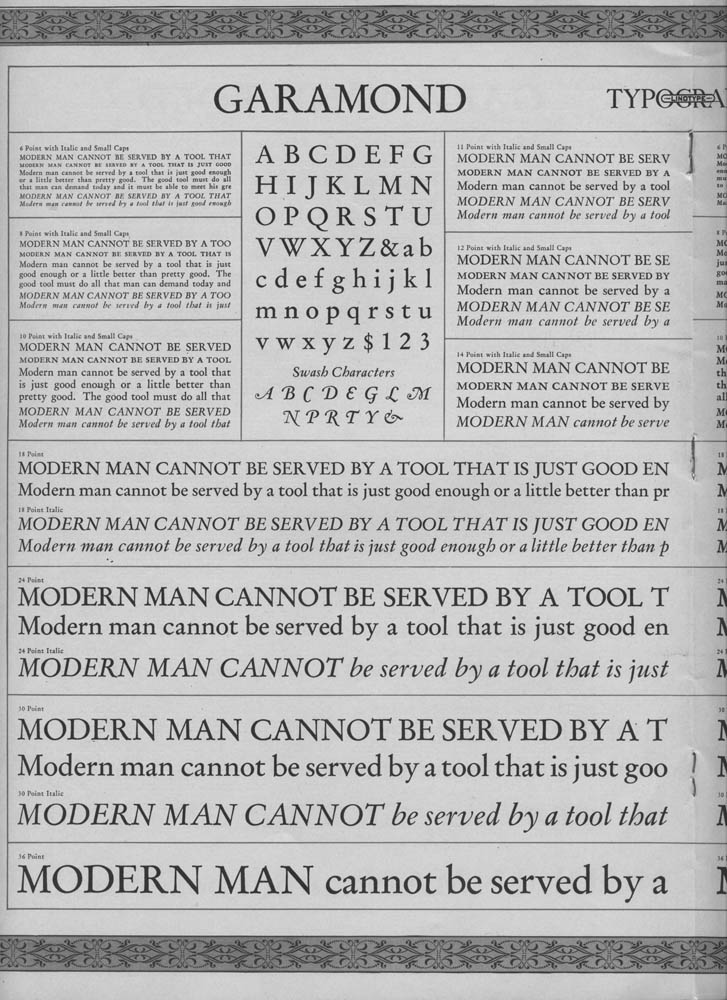 GARAMOND
TYPOGRA
LINOTYPE
6 Point with Italic and Small Caps
MODERN MAN CANNOT BE SERVED BY A TOOL THAT
MODERN MAN CANNOT BE SERVED BY A TOOL THAT IS JUST GOOD
Modern man cannot be served by a tool that is just good enough
or a little better than pretty good. The good tool must do all
that man can demand today and it must be able to meet his gre
MODERN MAN CANNOT BE SERVED BY A TOOL THAT
Modern man cannot be served by a tool that is just good enough
8 Point with Italic and Small Caps
MODERN MAN CANNOT BE SERVED BY A TOO
MODERN MAN CANNOT BE SERVED BY A TOOL THAT IS
Modern man cannot be served by a tool that is just
good enough or a little better than pretty good. The
good tool must do all that man can demand today and
MODERN MAN CANNOT BE SERVED BY A TOO
Modern man cannot be served by a tool that is just
10 Point with Italic and Small Caps
MODERN MAN CANNOT BE SERVED
MODERN MAN CANNOT BE SERVED BY A TOOL
Modern man cannot be served by a tool that
is just good enough or a little better than
pretty good. The good tool must do all that
MODERN MAN CANNOT BE SERVED
Modern man cannot be served by a tool that
A B C D E F G
H I J K L M N
O P Q R S T U
V W X Y Z & a b
c d e f g h i j k l
m n o p q r s t u
v w x y z $ 1 2 3
Swash Characters
A B C D E G L M
N P R T Y &
11 Point with Italic and Small Caps
MODERN MAN CANNOT BE SERV
MODERN MAN CANNOT BE SERVED BY A
Modern man cannot be served by a tool
MODERN MAN CANNOT BE SERV
Modern man cannot be served by a tool
12 Point with Italic and Small Caps
MODERN MAN CANNOT BE SE
MODERN MAN CANNOT BE SERVED BY
Modern man cannot be served by a
MODERN MAN CANNOT BE SE
Modern man cannot be served by a
14 Point with Italic and Small Caps
MODERN MAN CANNOT BE
MODERN MAN CANNOT BE SERVE
Modern man cannot be served by
MODERN MAN cannot be serve
18 Point
MODERN MAN CANNOT BE SERVED BY A TOOL THAT IS JUST GOOD EN
Modern man cannot be served by a tool that is just good enough or a little better than pr
18 Point Italic
MODERN MAN CANNOT BE SERVED BY A TOOL THAT IS JUST GOOD EN
Modern man cannot be served by a tool that is just good enough or a little better than p
24 Point
MODERN MAN CANNOT BE SERVED BY A TOOL T
Modern man cannot be served by a tool that is just good en
24 Point Italic
MODERN MAN CANNOT be served by a tool that is just
30 Point
MODERN MAN CANNOT BE SERVED BY A T
Modern man cannot be served by a tool that is just goo
30 Point Italic
MODERN MAN CANNOT be served by a tool that
36 Point
MODERN MAN cannot be served by a